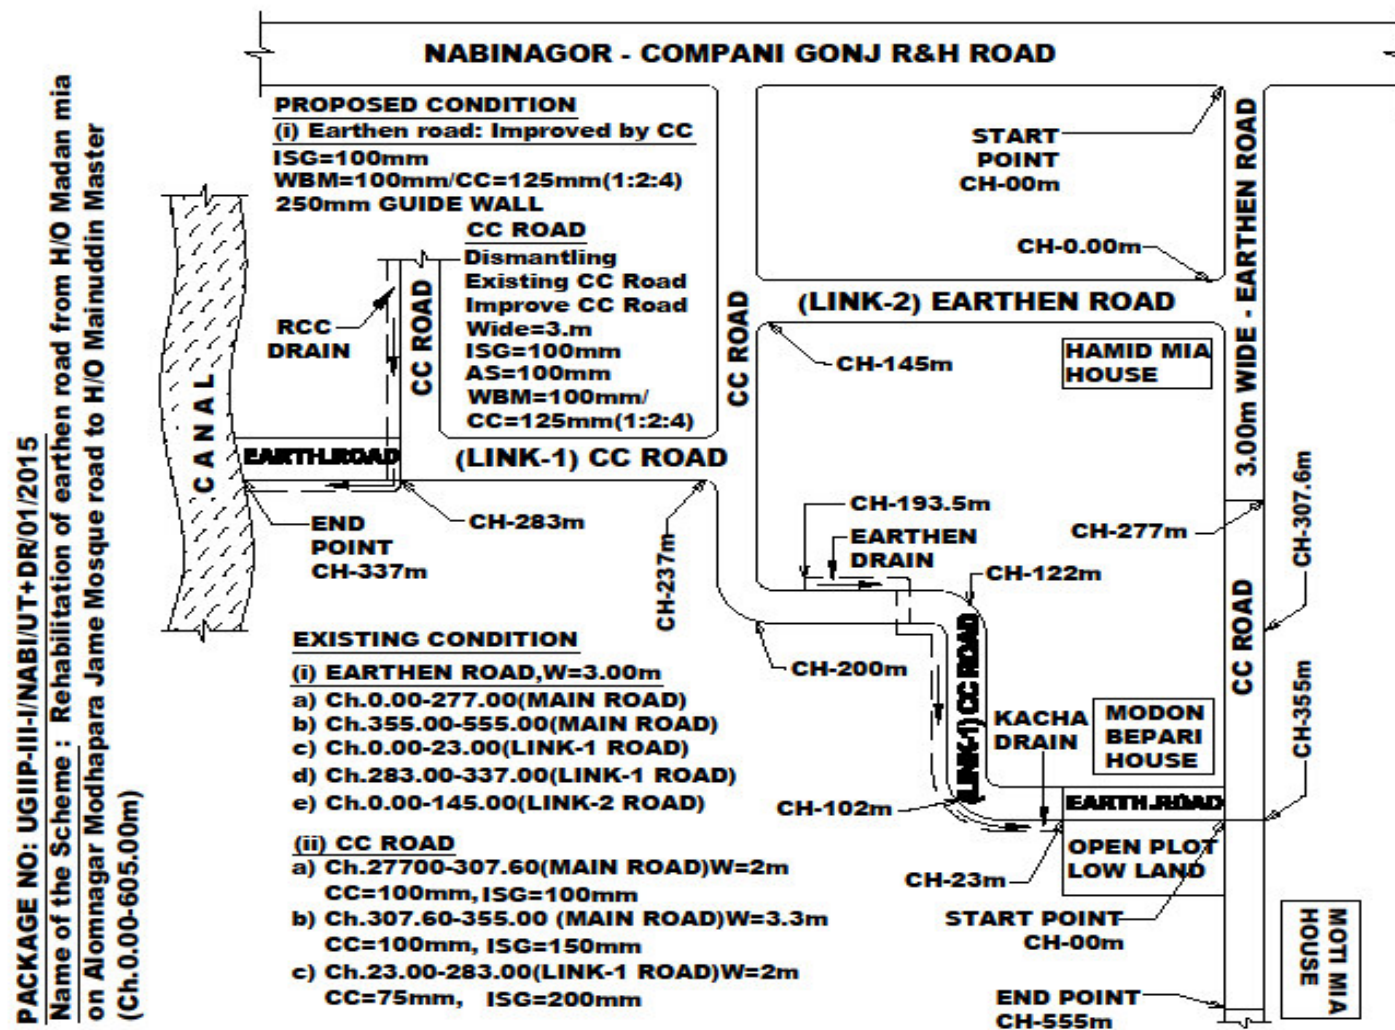 PACKAGE NO: UGIIP-III-I/NABI/UT+DR/01/2015
Name of the Scheme : Rehabilitation of earthen road from H/O Madan mia
on Alomnagar Modhapara Jame Mosque road to H/O Mainuddin Master
(Ch.0.00-605.00m)
NABINAGOR - COMPANI GONJ R&H ROAD
PROPOSED CONDITION
(i) Earthen road: Improved by CC
ISG=100mm
WBM=100mm/CC=125mm(1:2:4)
250mm GUIDE WALL
CC ROAD
Dismantling
Existing CC Road
Improve CC Road
Wide=3.m
ISG=100mm
AS=100mm
WBM=100mm/
CC=125mm(1:2:4)
RCC
DRAIN
CC ROAD
CANAL
EARTH.ROAD
(LINK-1) CC ROAD
END
POINT
CH-337m
CH-283m
CH-237m
CC ROAD
START
POINT
CH-00m
CH-0.00m
(LINK-2) EARTHEN ROAD
CH-145m
HAMID MIA
HOUSE
3.00m WIDE - EARTHEN ROAD
CH-193.5m
EARTHEN
DRAIN
CH-277m
CH-307.6m
CH-122m
CH-200m
(LINK-1) CC ROAD
CC ROAD
KACHA
DRAIN
MODON
BEPARI
HOUSE
CH-355m
CH-102m
EARTH.ROAD
OPEN PLOT
LOW LAND
CH-23m
START POINT
CH-00m
MOTI MIA
HOUSE
END POINT
CH-555m
EXISTING CONDITION
(i) EARTHEN ROAD,W=3.00m
a) Ch.0.00-277.00(MAIN ROAD)
b) Ch.355.00-555.00(MAIN ROAD)
c) Ch.0.00-23.00(LINK-1 ROAD)
d) Ch.283.00-337.00(LINK-1 ROAD)
e) Ch.0.00-145.00(LINK-2 ROAD)
(ii) CC ROAD
a) Ch.27700-307.60(MAIN ROAD)W=2m
CC=100mm, ISG=100mm
b) Ch.307.60-355.00 (MAIN ROAD)W=3.3m
CC=100mm, ISG=150mm
c) Ch.23.00-283.00(LINK-1 ROAD)W=2m
CC=75mm, ISG=200mm